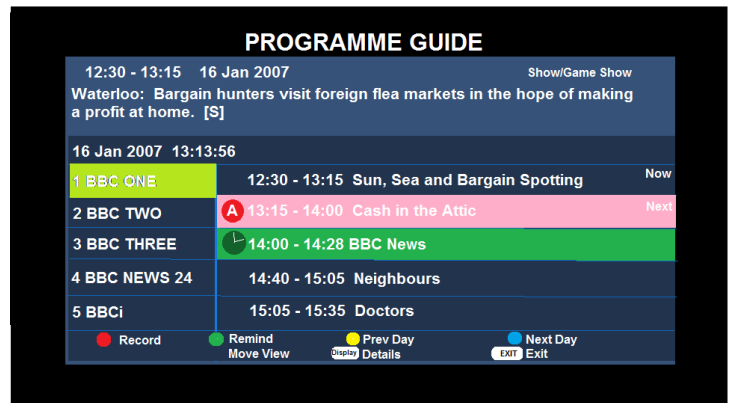 PROGRAMME GUIDE
12:30 - 13:15 16 Jan 2007 Show/Game Show
Waterloo: Bargain hunters visit foreign flea markets in the hope of making
a profit at home. [S]
16 Jan 2007 13:13:56
1 BBC ONE 12:30 - 13:15 Sun, Sea and Bargain Spotting Now
2 BBC TWO A 13:15 - 14:00 Cash in the Attic Next
3 BBC THREE 14:00 - 14:28 BBC News
4 BBC NEWS 24 14:40 - 15:05 Neighbours
5 BBCi 15:05 - 15:35 Doctors
Record Remind Prev Day Next Day
Move View Display Details EXIT Exit